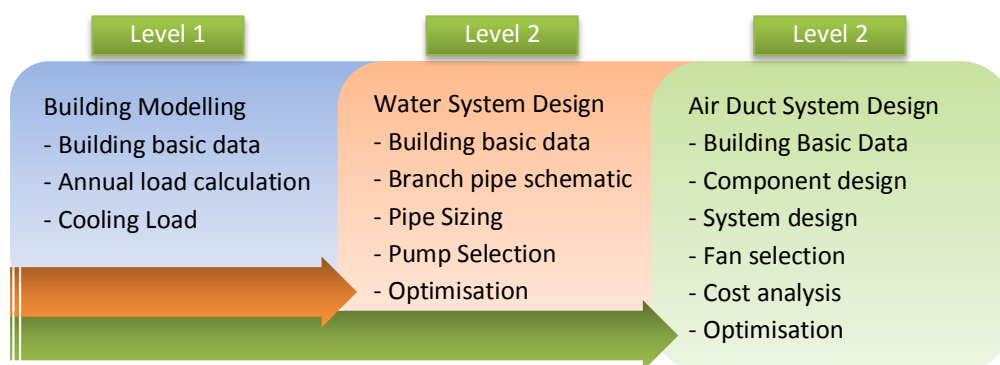 Level 1
Building Modelling
- Building basic data
- Annual load calculation
- Cooling Load
Level 2
Water System Design
- Building basic data
- Branch pipe schematic
- Pipe Sizing
- Pump Selection
- Optimisation
Level 2
Air Duct System Design
- Building Basic Data
- Component design
- System design
- Fan selection
- Cost analysis
- Optimisation